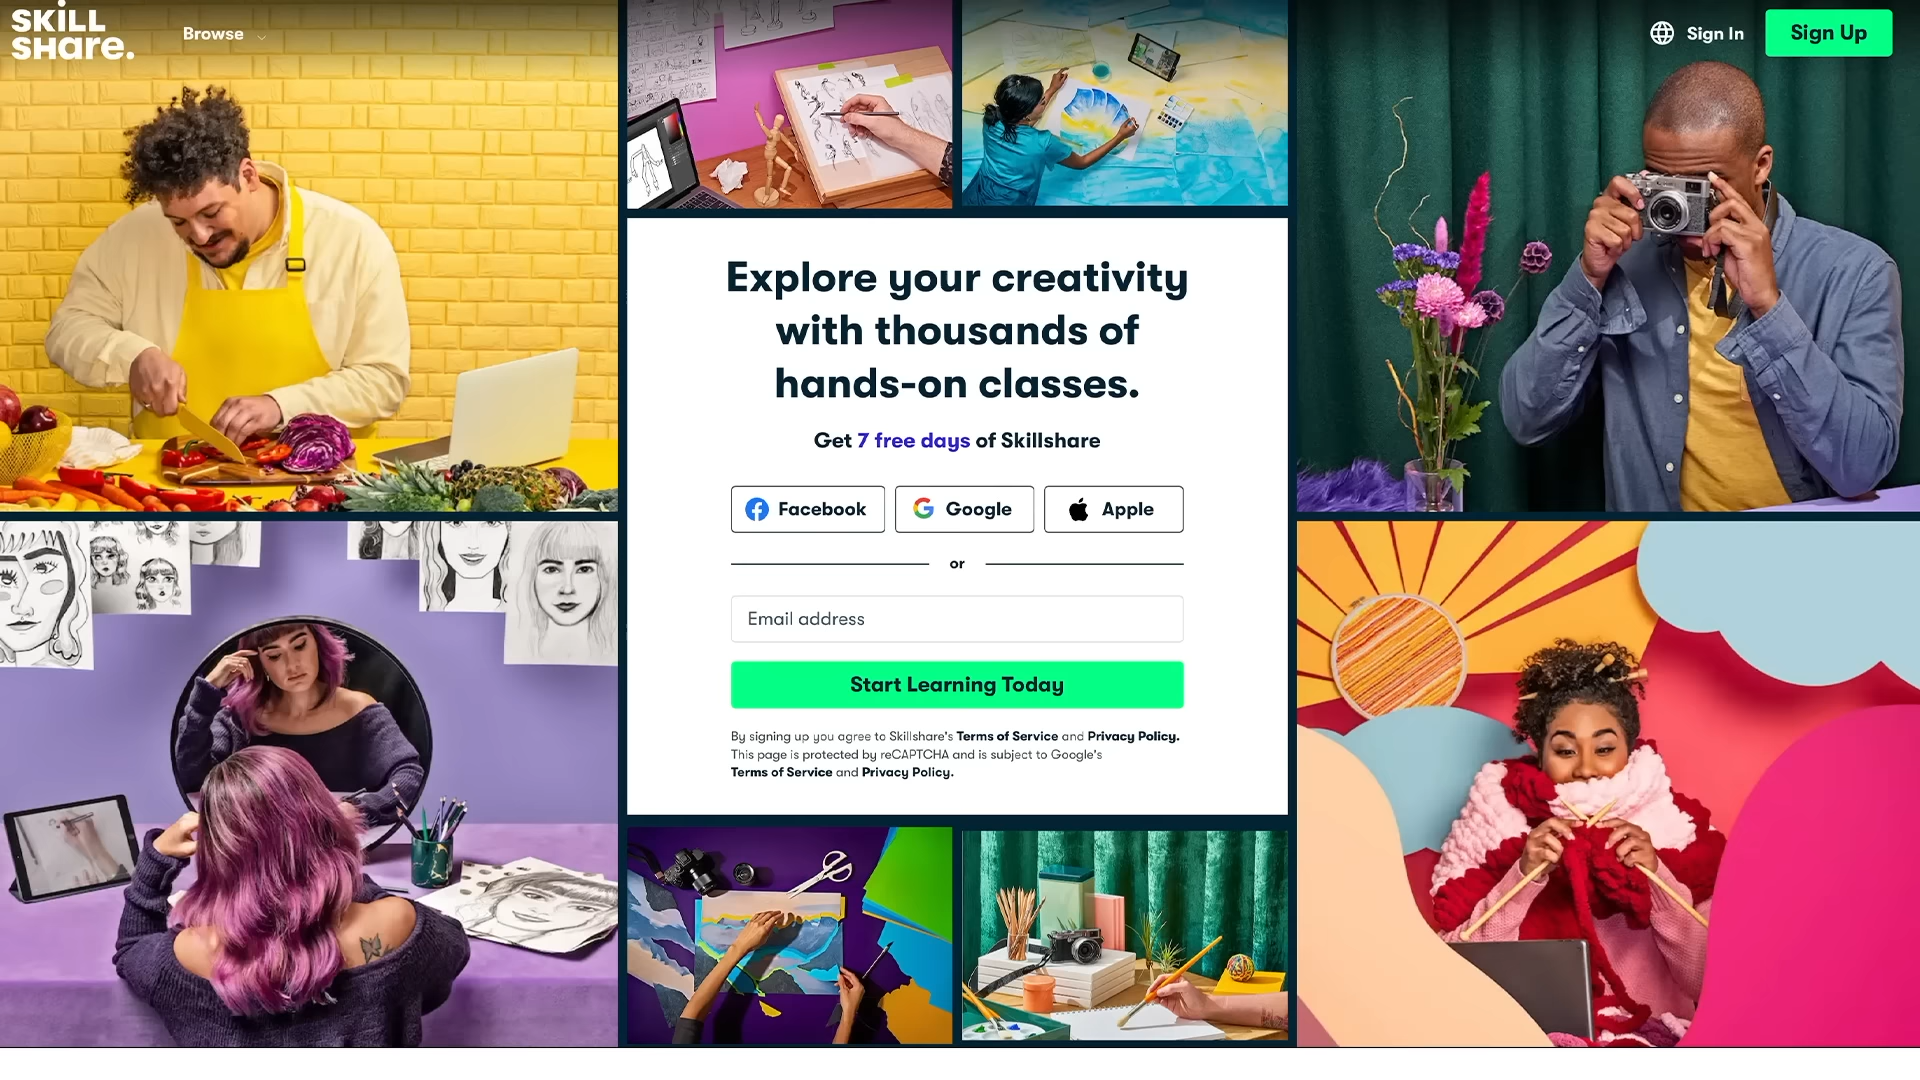 SKiLL
SHare.
Browse
Sign In
Sign Up
Explore your creativity
with thousands of
hands-on classes.
Get 7 free days of Skillshare
Facebook
Google
Apple
or
Email address
Start Learning Today
By signing up you agree to Skillshare's Terms of Service and Privacy Policy.
This page is protected by reCAPTCHA and is subject to Google's
Terms of Service and Privacy Policy.